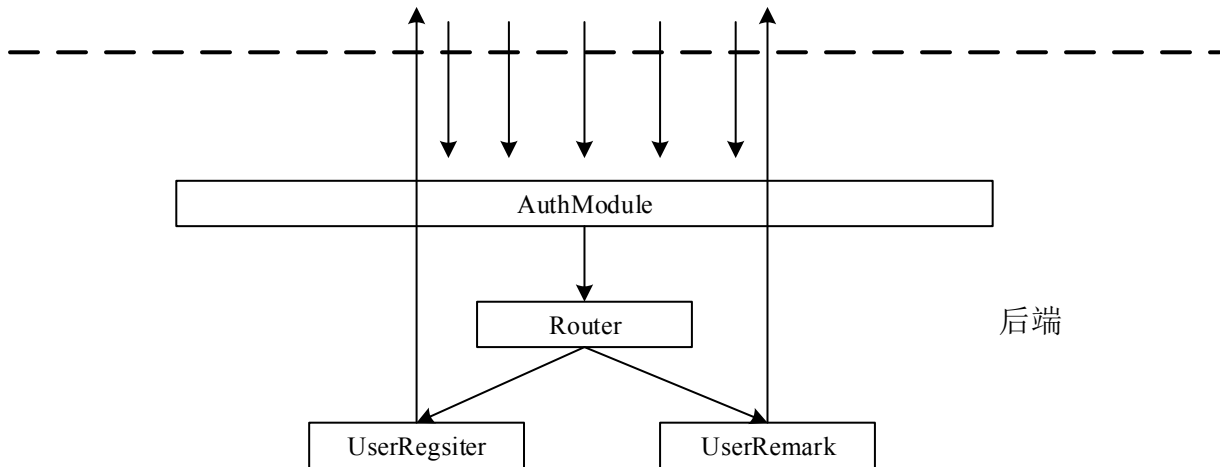 AuthModule
Router
后端
UserRegsiter
UserRemark